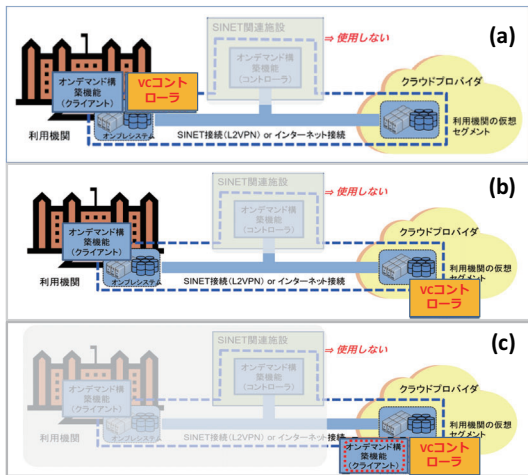 (a)
SINET関連施設
⇒ 使用しない
オンデマンド構
築機能
(コントローラ)
クラウドプロバイダ
オンデマンド構
築機能
(クライアント)
VCコント
ローラ
利用機関
オンプレシステム
SINET接続(L2VPN) or インターネット接続
利用機関の仮想
セグメント
(b)
SINET関連施設
⇒ 使用しない
オンデマンド構
築機能
(コントローラ)
クラウドプロバイダ
オンデマンド構
築機能
(クライアント)
利用機関
オンプレシステム
SINET接続(L2VPN) or インターネット接続
利用機関の仮想
セグメント
VCコント
ローラ
(c)
SINET関連施設
⇒ 使用しない
オンデマンド構
築機能
(コントローラ)
クラウドプロバイダ
オンデマンド構
築機能
(クライアント)
利用機関
オンプレシステム
SINET接続(L2VPN) or インターネット接続
利用機関の仮想
オンデマンド構
築機能
(クライアント)
VCコント
ローラ